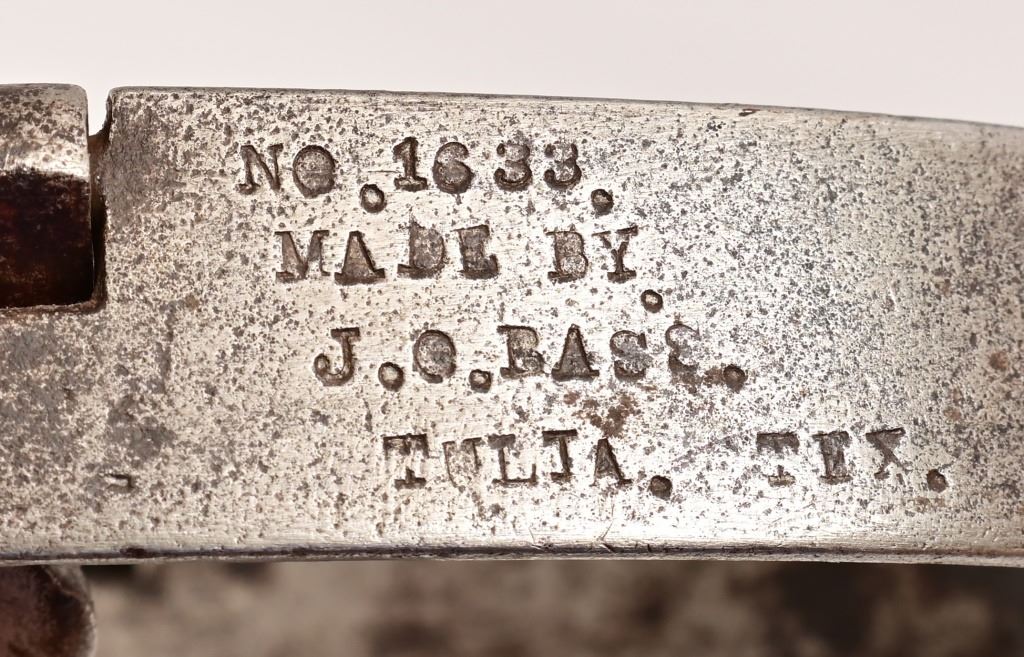 NO.1633.
MADE BY.
J.O.BASS.
TULIA. TEX.